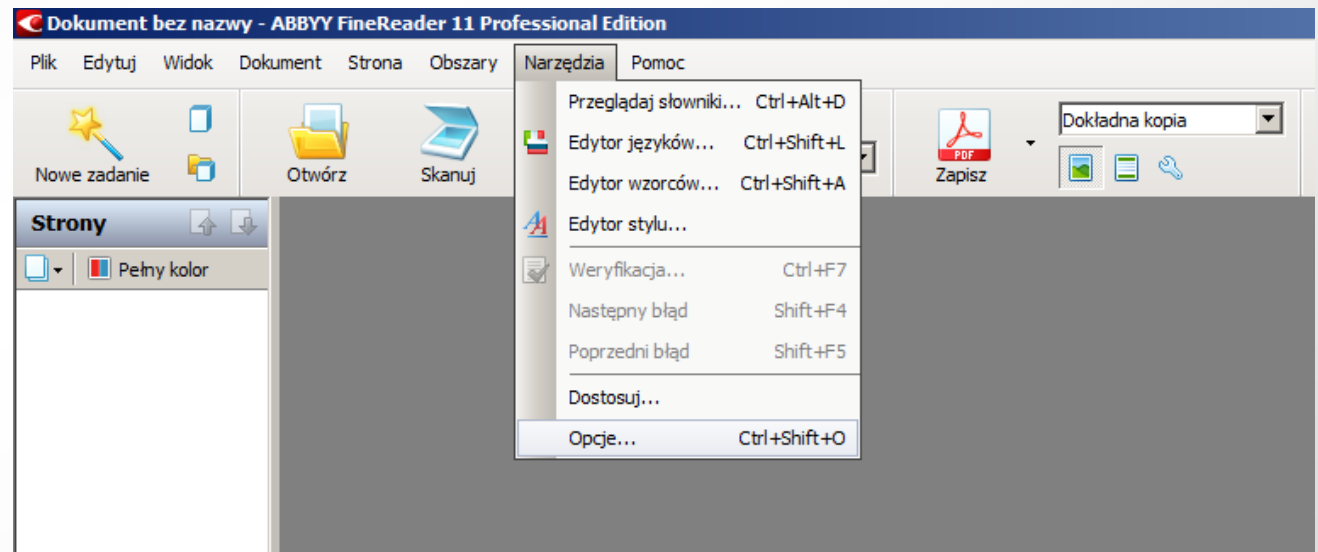 Dokument bez nazwy - ABBYY FineReader 11 Professional Edition
Plik Edytuj Widok Dokument Strona Obszary Narzędzia Pomoc
Nowe zadanie
Otwórz
Skanuj
Przeglądaj słowniki... Ctrl+Alt+D
Edytor języków... Ctrl+Shift+L
Edytor wzorców... Ctrl+Shift+A
Edytor stylu...
Weryfikacja... Ctrl+F7
Następny błąd Shift+F4
Poprzedni błąd Shift+F5
Dostosuj...
Opcje... Ctrl+Shift+O
PDF
Zapisz
Dokładna kopia
Strony
Pełny kolor